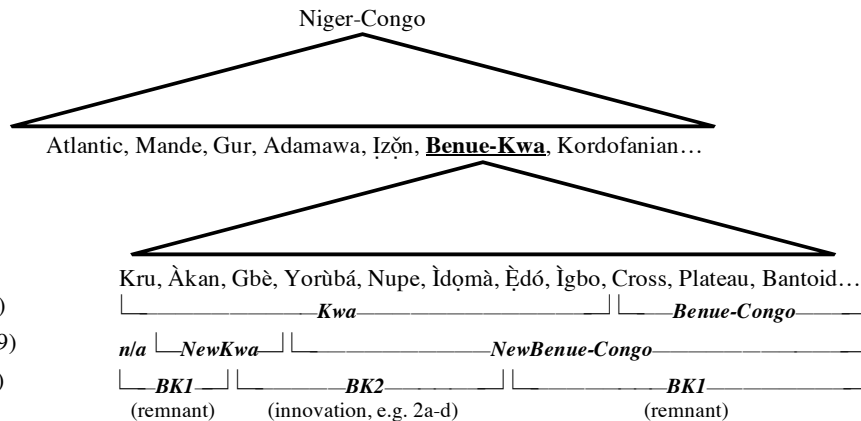 Niger-Congo
Atlantic, Mande, Gur, Adamawa, Ịzọ̌n, Benue-Kwa, Kordofanian…
Kru, Àkan, Gbè, Yorùbá, Nupe, Ìdọmà, Ẹ̀dó, Ìgbo, Cross, Plateau, Bantoid…
) Kwa Benue-Congo
9) n/a NewKwa NewBenue-Congo
) BK1 BK2 BK1
(remnant) (innovation, e.g. 2a-d) (remnant)